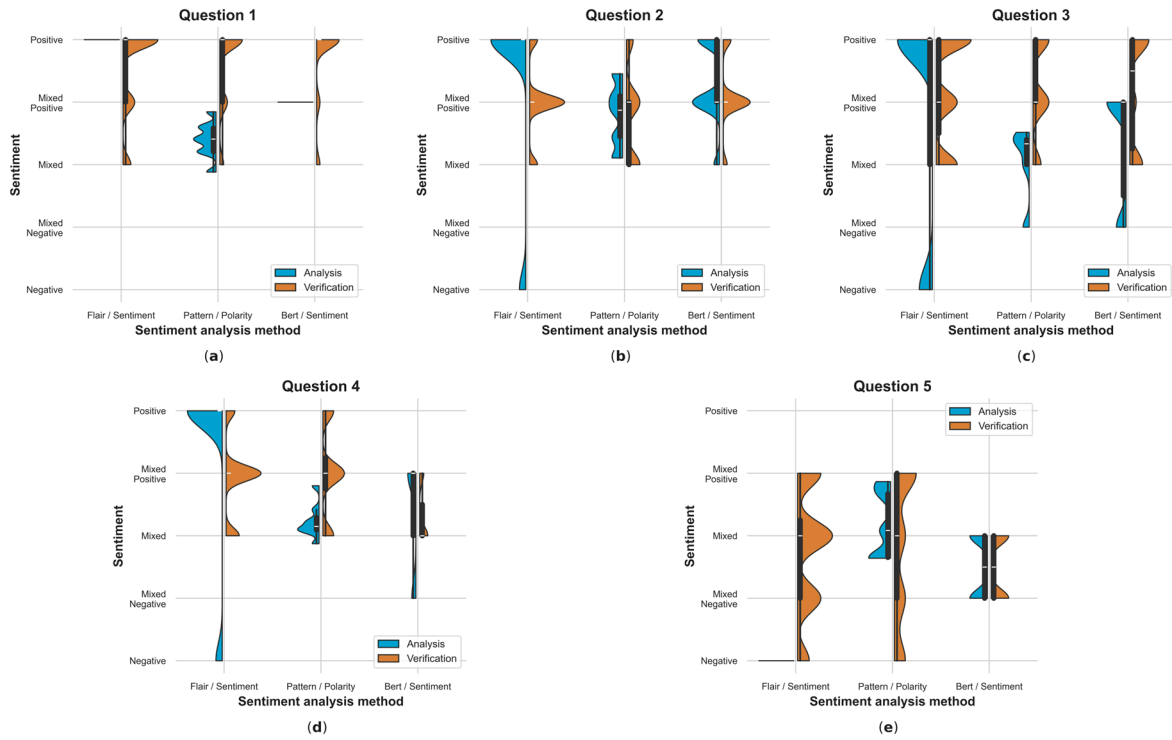 Question 1
Positive
Mixed
Positive
Mixed
Mixed
Negative
Negative
Sentiment
Analysis
Verification
Flair / Sentiment
Pattern / Polarity
Bert / Sentiment
Sentiment analysis method
(a)
Question 2
Positive
Mixed
Positive
Mixed
Mixed
Negative
Negative
Sentiment
Analysis
Verification
Flair / Sentiment
Pattern / Polarity
Bert / Sentiment
Sentiment analysis method
(b)
Question 3
Positive
Mixed
Positive
Mixed
Mixed
Negative
Negative
Sentiment
Analysis
Verification
Flair / Sentiment
Pattern / Polarity
Bert / Sentiment
Sentiment analysis method
(c)
Question 4
Positive
Mixed
Positive
Mixed
Mixed
Negative
Negative
Sentiment
Analysis
Verification
Flair / Sentiment
Pattern / Polarity
Bert / Sentiment
Sentiment analysis method
(d)
Question 5
Positive
Mixed
Positive
Mixed
Mixed
Negative
Negative
Sentiment
Analysis
Verification
Flair / Sentiment
Pattern / Polarity
Bert / Sentiment
Sentiment analysis method
(e)